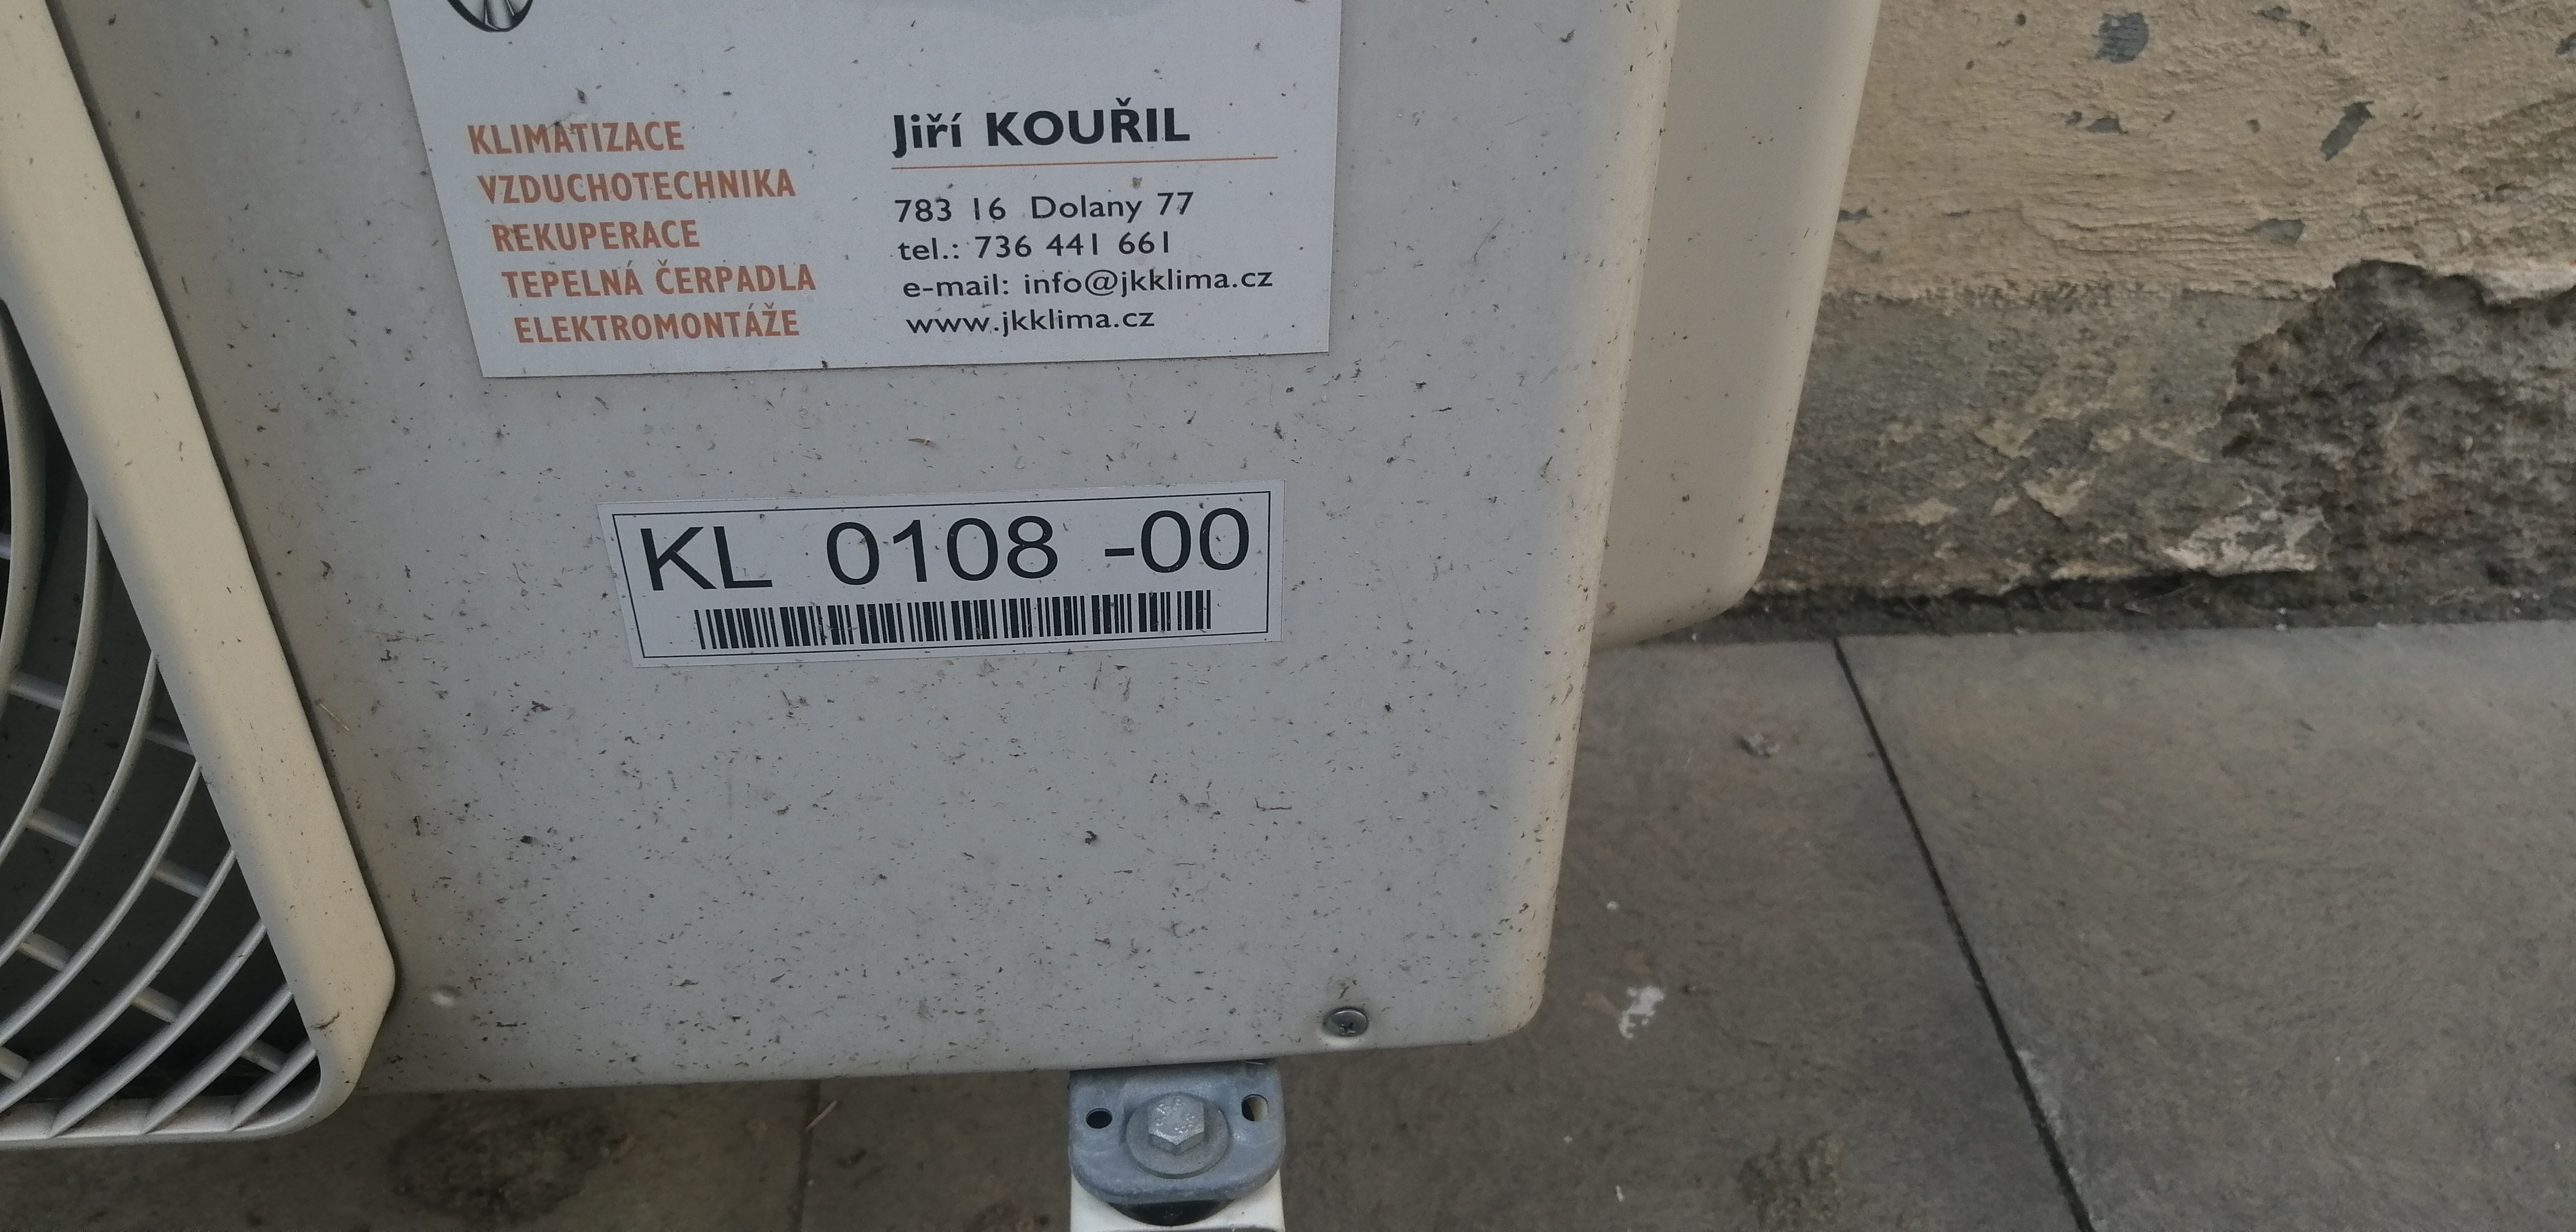 KLIMATIZACE
VZDUCHOTECHNIKA
REKUPERACE
TEPELNÁ ČERPADLA
ELEKTROMONTÁŽE
Jiří KOUŘIL
783 16 Dolany 77
tel.: 736 441 661
e-mail: info@jkklima.cz
www.jkklima.cz
KL 0108 -00